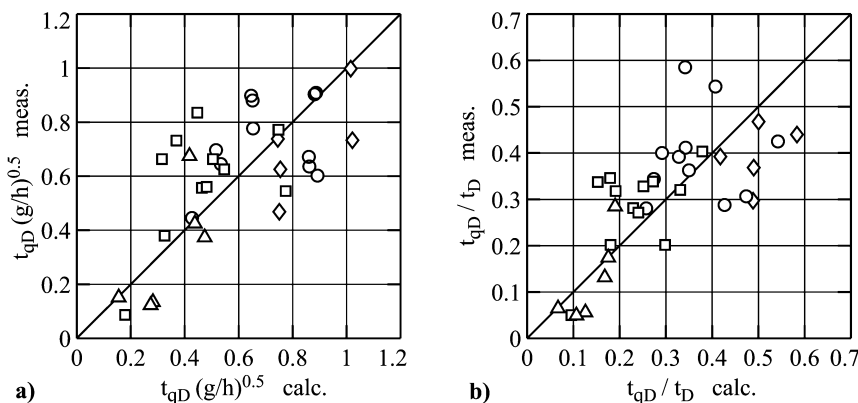 1.2
1
0.8
0.6
0.4
0.2
0
t_qD (g/h)^0.5 meas.
0 0.2 0.4 0.6 0.8 1 1.2
a) t_qD (g/h)^0.5 calc.
0.7
0.6
0.5
0.4
0.3
0.2
0.1
0
t_qD / t_D meas.
0 0.1 0.2 0.3 0.4 0.5 0.6 0.7
b) t_qD / t_D calc.